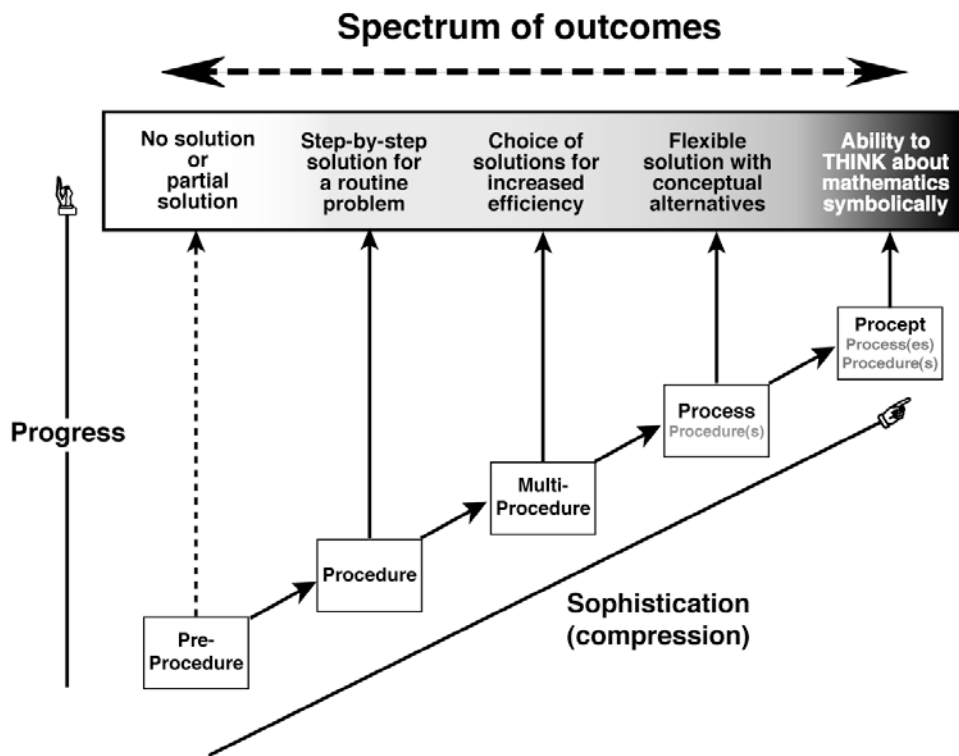 Spectrum of outcomes
No solution
or
partial
solution
Step-by-step
solution for
a routine
problem
Choice of
solutions for
increased
efficiency
Flexible
solution with
conceptual
alternatives
Ability to
THINK about
mathematics
symbolically
Procept
Process(es)
Procedure(s)
Process
Procedure(s)
Progress
Multi-
Procedure
Procedure
Sophistication
(compression)
Pre-
Procedure